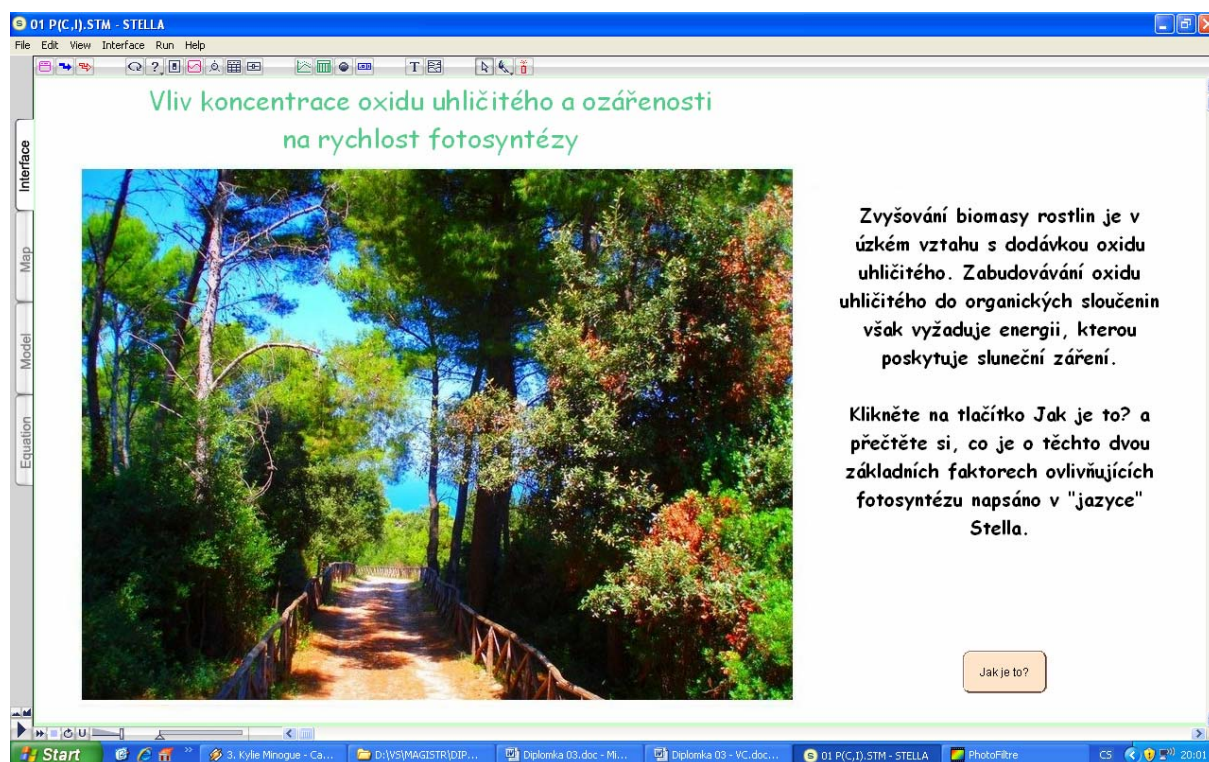 01 P(C,I).STM - STELLA
File Edit View Interface Run Help
Vliv koncentrace oxidu uhličitého a ozářenosti
na rychlost fotosyntézy
Interface
Map
Model
Equation
Zvyšování biomasy rostlin je v
úzkém vztahu s dodávkou oxidu
uhličitého. Zabudovávání oxidu
uhličitého do organických sloučenin
však vyžaduje energii, kterou
poskytuje sluneční záření.
Klikněte na tlačítko Jak je to? a
přečtěte si, co je o těchto dvou
základních faktorech ovlivňujících
fotosyntézu napsáno v "jazyce"
Stella.
Jak je to?
U
Start 3. Kylie Minogue - Ca... D:\VS\MAGISTR\DIP... Diplomka 03.doc - Mi... Diplomka 03 - VC.doc... 01 P(C,I).STM - STELLA PhotoFiltre CS 20:01